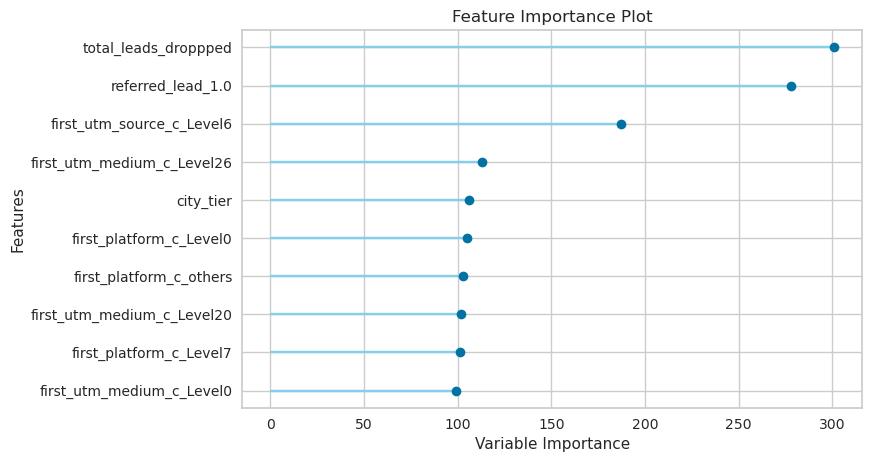 Feature Importance Plot
total_leads_droppped
referred_lead_1.0
first_utm_source_c_Level6
first_utm_medium_c_Level26
city_tier
first_platform_c_Level0
first_platform_c_others
first_utm_medium_c_Level20
first_platform_c_Level7
first_utm_medium_c_Level0
Features
0 50 100 150 200 250 300
Variable Importance